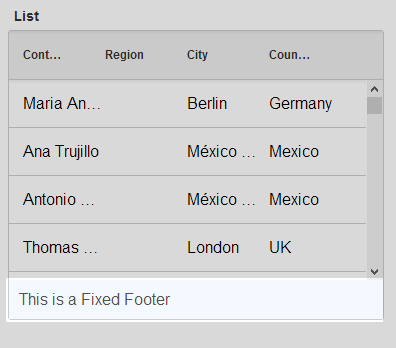 List
Cont... Region City Coun...
Maria An... Berlin Germany
Ana Trujillo México ... Mexico
Antonio ... México ... Mexico
Thomas ... London UK
This is a Fixed Footer